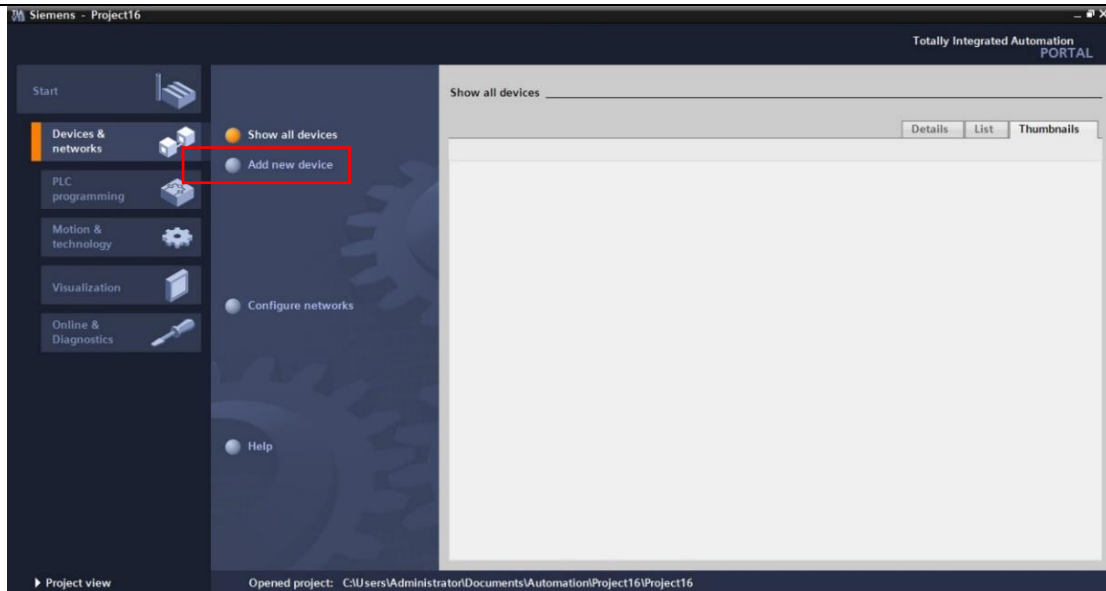 Siemens - Project16
Totally Integrated Automation
PORTAL
Start
Devices &
networks
PLC
programming
Motion &
technology
Visualization
Online &
Diagnostics
Show all devices
Add new device
Configure networks
Help
Show all devices
Details List Thumbnails
Project view
Opened project: C:\Users\Administrator\Documents\Automation\Project16\Project16